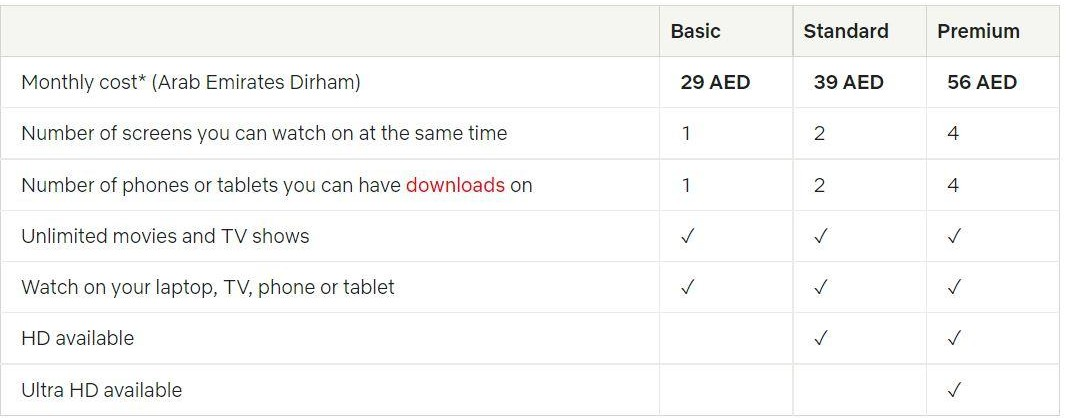 Basic Standard Premium
Monthly cost* (Arab Emirates Dirham) 29 AED 39 AED 56 AED
Number of screens you can watch on at the same time 1 2 4
Number of phones or tablets you can have downloads on 1 2 4
Unlimited movies and TV shows ✓ ✓ ✓
Watch on your laptop, TV, phone or tablet ✓ ✓ ✓
HD available ✓ ✓
Ultra HD available ✓